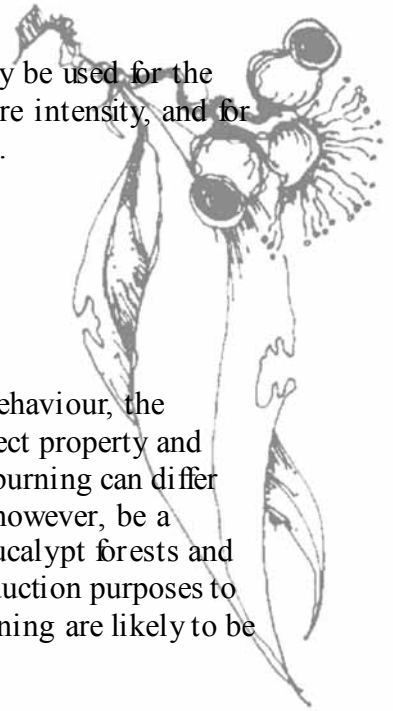 y be used for the
re intensity, and for
.
ehaviour, the
ect property and
burning can differ
however, be a
ucalypt forests and
uction purposes to
ning are likely to be